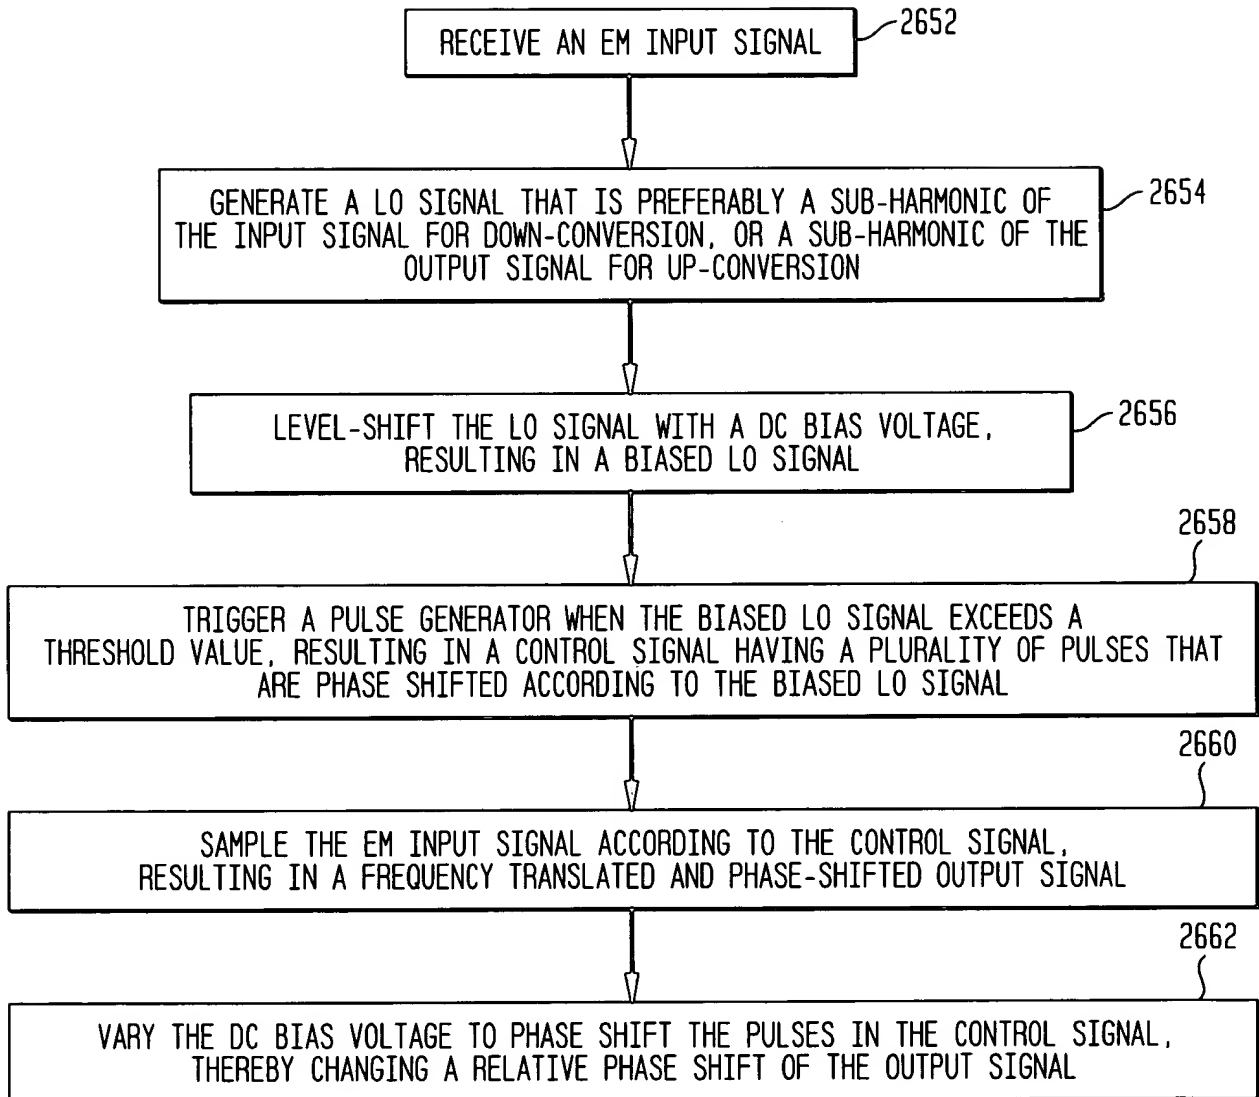 RECEIVE AN EM INPUT SIGNAL
2652
GENERATE A LO SIGNAL THAT IS PREFERABLY A SUB-HARMONIC OF
THE INPUT SIGNAL FOR DOWN-CONVERSION, OR A SUB-HARMONIC OF THE
OUTPUT SIGNAL FOR UP-CONVERSION
2654
LEVEL-SHIFT THE LO SIGNAL WITH A DC BIAS VOLTAGE,
RESULTING IN A BIASED LO SIGNAL
2656
2658
TRIGGER A PULSE GENERATOR WHEN THE BIASED LO SIGNAL EXCEEDS A
THRESHOLD VALUE, RESULTING IN A CONTROL SIGNAL HAVING A PLURALITY OF PULSES THAT
ARE PHASE SHIFTED ACCORDING TO THE BIASED LO SIGNAL
2660
SAMPLE THE EM INPUT SIGNAL ACCORDING TO THE CONTROL SIGNAL,
RESULTING IN A FREQUENCY TRANSLATED AND PHASE-SHIFTED OUTPUT SIGNAL
2662
VARY THE DC BIAS VOLTAGE TO PHASE SHIFT THE PULSES IN THE CONTROL SIGNAL,
THEREBY CHANGING A RELATIVE PHASE SHIFT OF THE OUTPUT SIGNAL